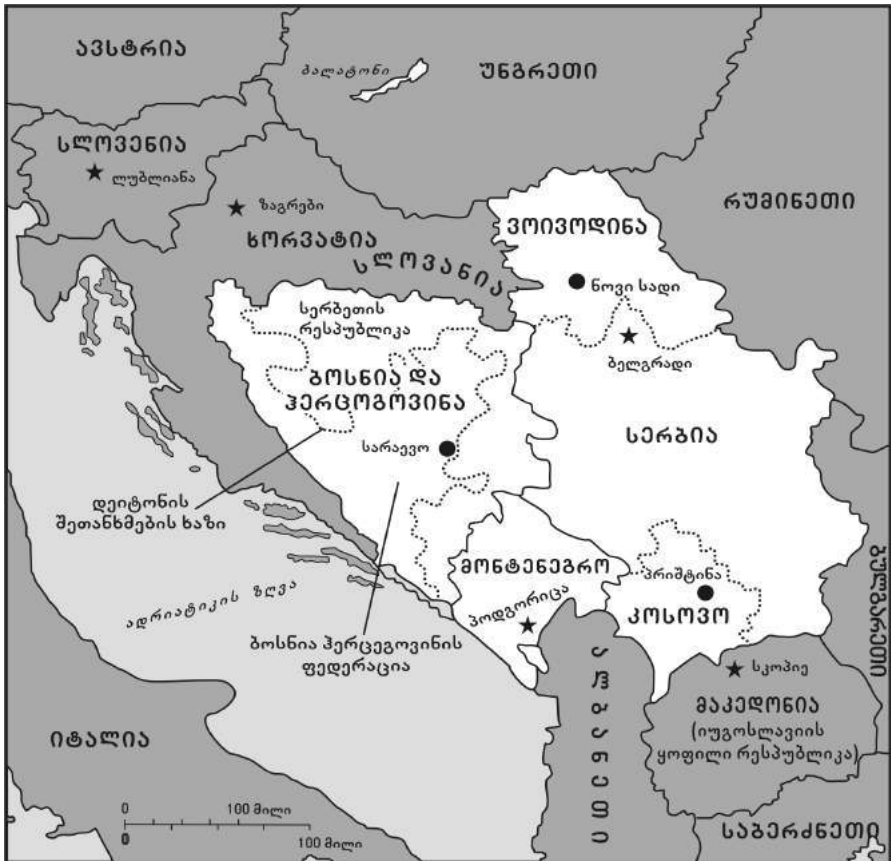 ავსტრია
ბალატონი
უნგრეთი
სლოვენია
ლუბლიანა
ზაგრები
ხორვატია
სლოვანია
ვოივოდინა
რუმინეთი
ნოვი სადი
ბელგრადი
სერბეთის
რესპუბლიკა
ბოსნია და
ჰერცოგოვინა
სარაევო
სერბია
დეიტონის
შეთანხმების ხაზი
მონტენეგრო
პოდგორიცა
პრიშტინა
კოსოვო
ბულგარეთი
ადრიატიკის ზღვა
ბოსნია ჰერცეგოვინის
ფედერაცია
ალბანეთი
სკოპიე
მაკედონია
(იუგოსლავიის
ყოფილი რესპუბლიკა)
იტალია
საბერძნეთი
0 100 მილი
0 100 მილი